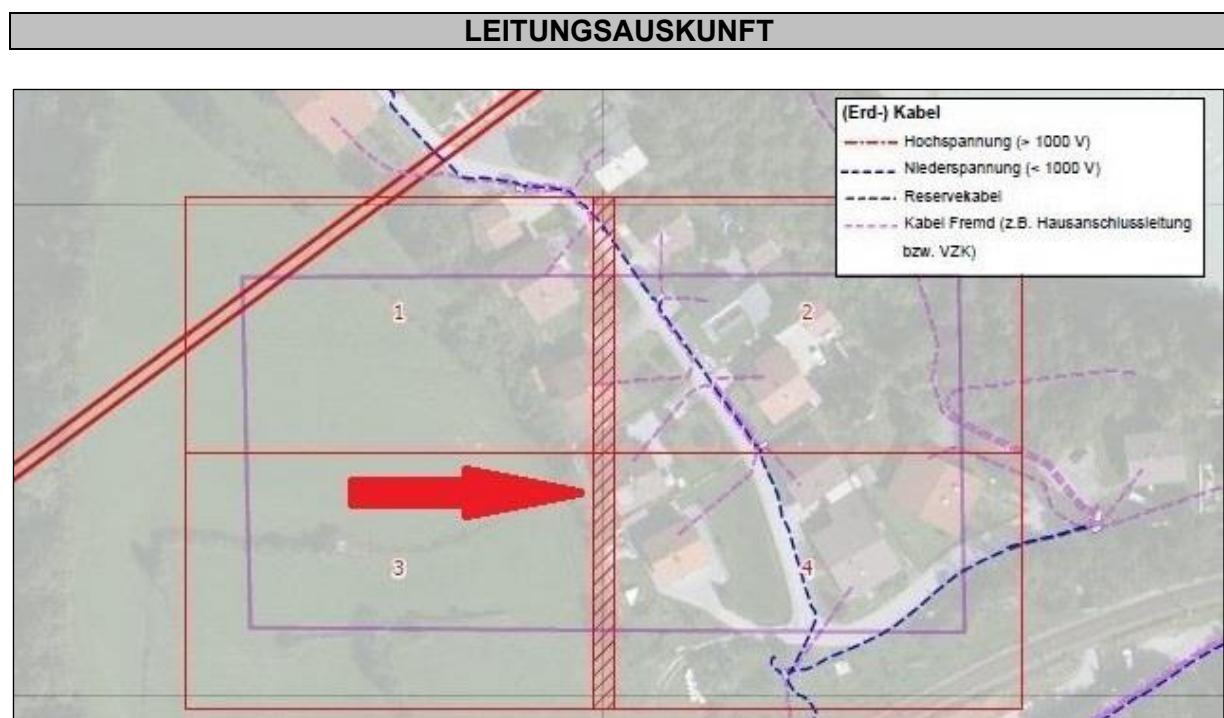 LEITUNGSAUSKUNFT
(Erd-) Kabel
Hochspannung (> 1000 V)
Niederspannung (< 1000 V)
Reservekabel
Kabel Fremd (z.B. Hausanschlussleitung
bzw. VZK)
1
2
3
4